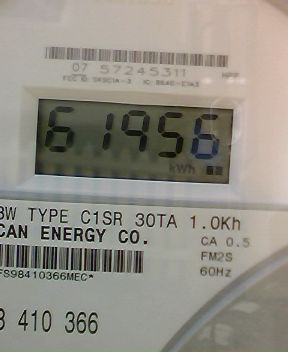 07 57245311
61956
kWh
3W TYPE C1SR 30TA 1.0Kh
CAN ENERGY CO.
CA 0.5
FM2S
60Hz
FS98410366MEC*
8 410 366